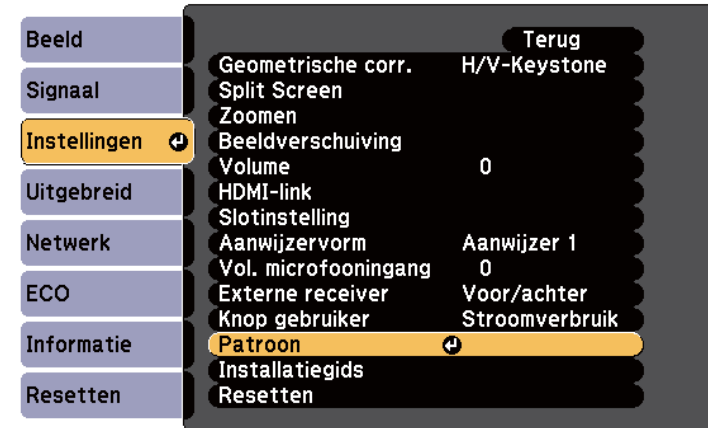 Beeld
Signaal
Instellingen
Uitgebreid
Netwerk
ECO
Informatie
Resetten
Terug
Geometrische corr. H/V-Keystone
Split Screen
Zoomen
Beeldverschuiving
Volume 0
HDMI-link
Slotinstelling
Aanwijzervorm Aanwijzer 1
Vol. microfooningang 0
Externe receiver Voor/achter
Knop gebruiker Stroomverbruik
Patroon
Installatiegids
Resetten